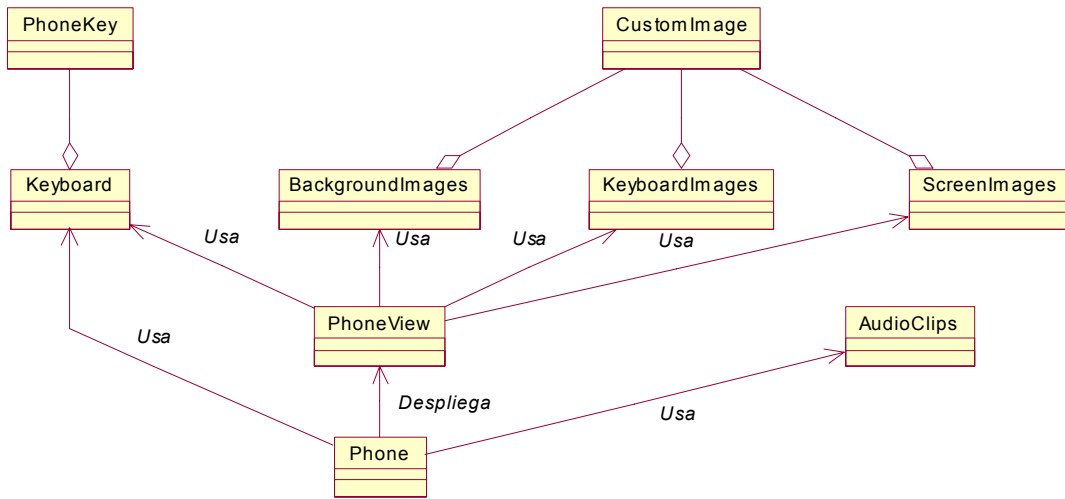 PhoneKey
CustomImage
Keyboard
BackgroundImages
KeyboardImages
ScreenImages
Usa
Usa
Usa
Usa
PhoneView
AudioClips
Usa
Despliega
Usa
Phone